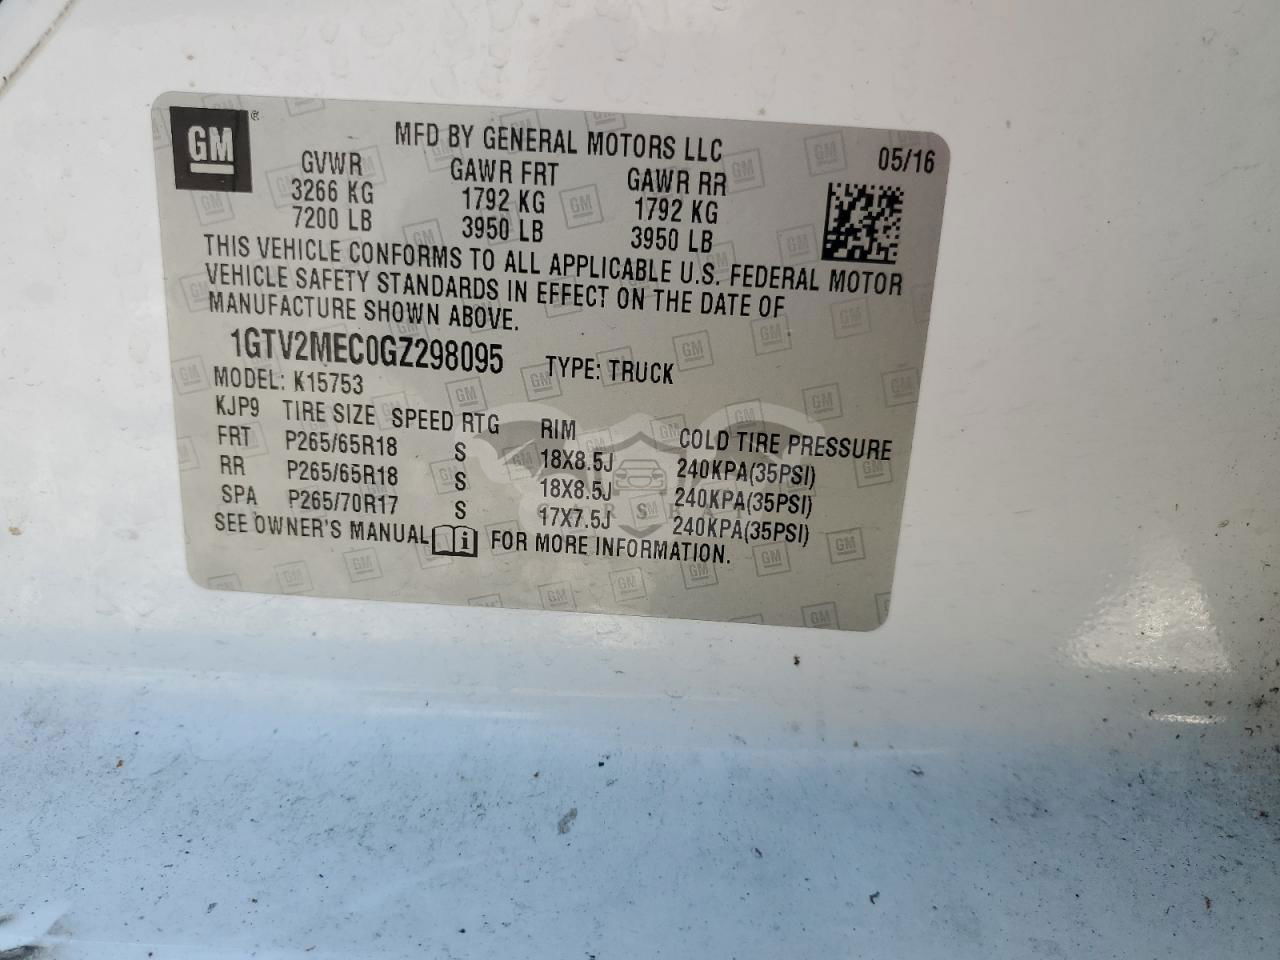 GM ®
MFD BY GENERAL MOTORS LLC 05/16
GVWR GAWR FRT GAWR RR
3266 KG 1792 KG 1792 KG
7200 LB 3950 LB 3950 LB
THIS VEHICLE CONFORMS TO ALL APPLICABLE U.S. FEDERAL MOTOR
VEHICLE SAFETY STANDARDS IN EFFECT ON THE DATE OF
MANUFACTURE SHOWN ABOVE.
1GTV2MEC0GZ298095 TYPE: TRUCK
MODEL: K15753
KJP9 TIRE SIZE SPEED RTG RIM COLD TIRE PRESSURE
FRT P265/65R18 S 18X8.5J 240KPA(35PSI)
RR P265/65R18 S 18X8.5J 240KPA(35PSI)
SPA P265/70R17 S 17X7.5J 240KPA(35PSI)
SEE OWNER'S MANUAL i FOR MORE INFORMATION.